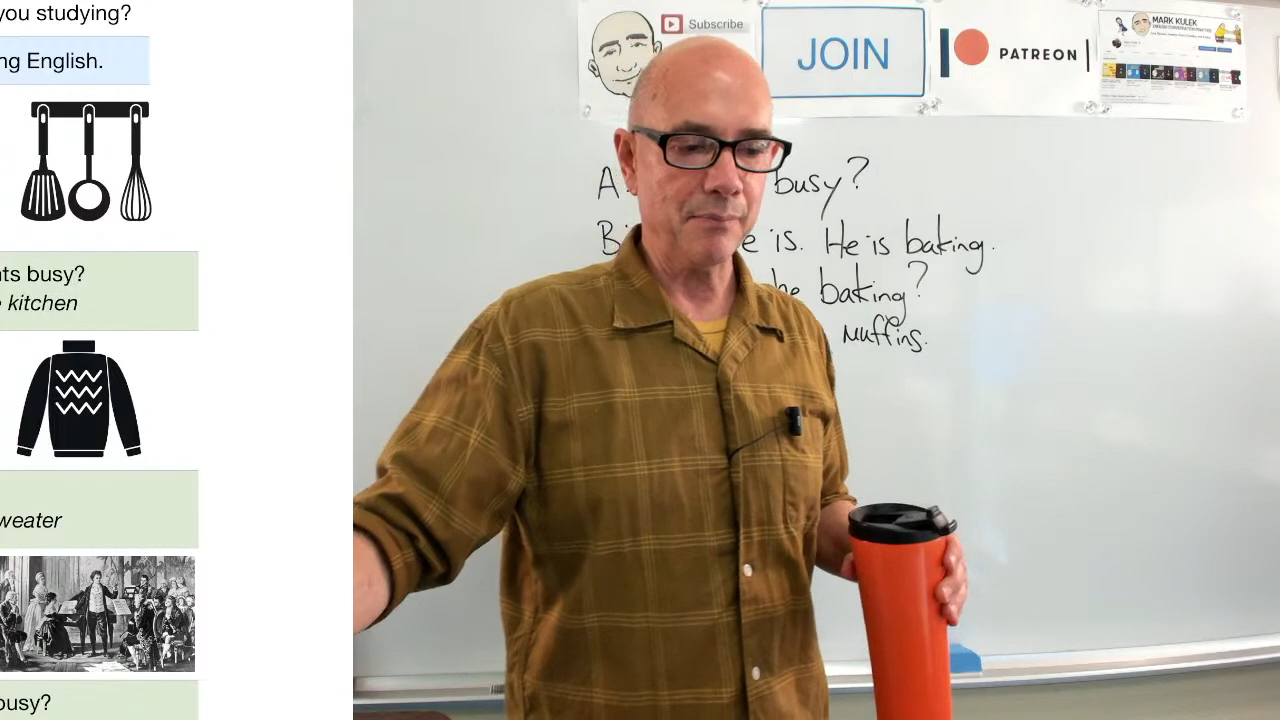 you studying?
ng English.
nts busy?
e kitchen
weater
busy?
Subscribe
JOIN
PATREON
MARK KULEK
A busy?
B e is. He is baking.
he baking?
muffins.